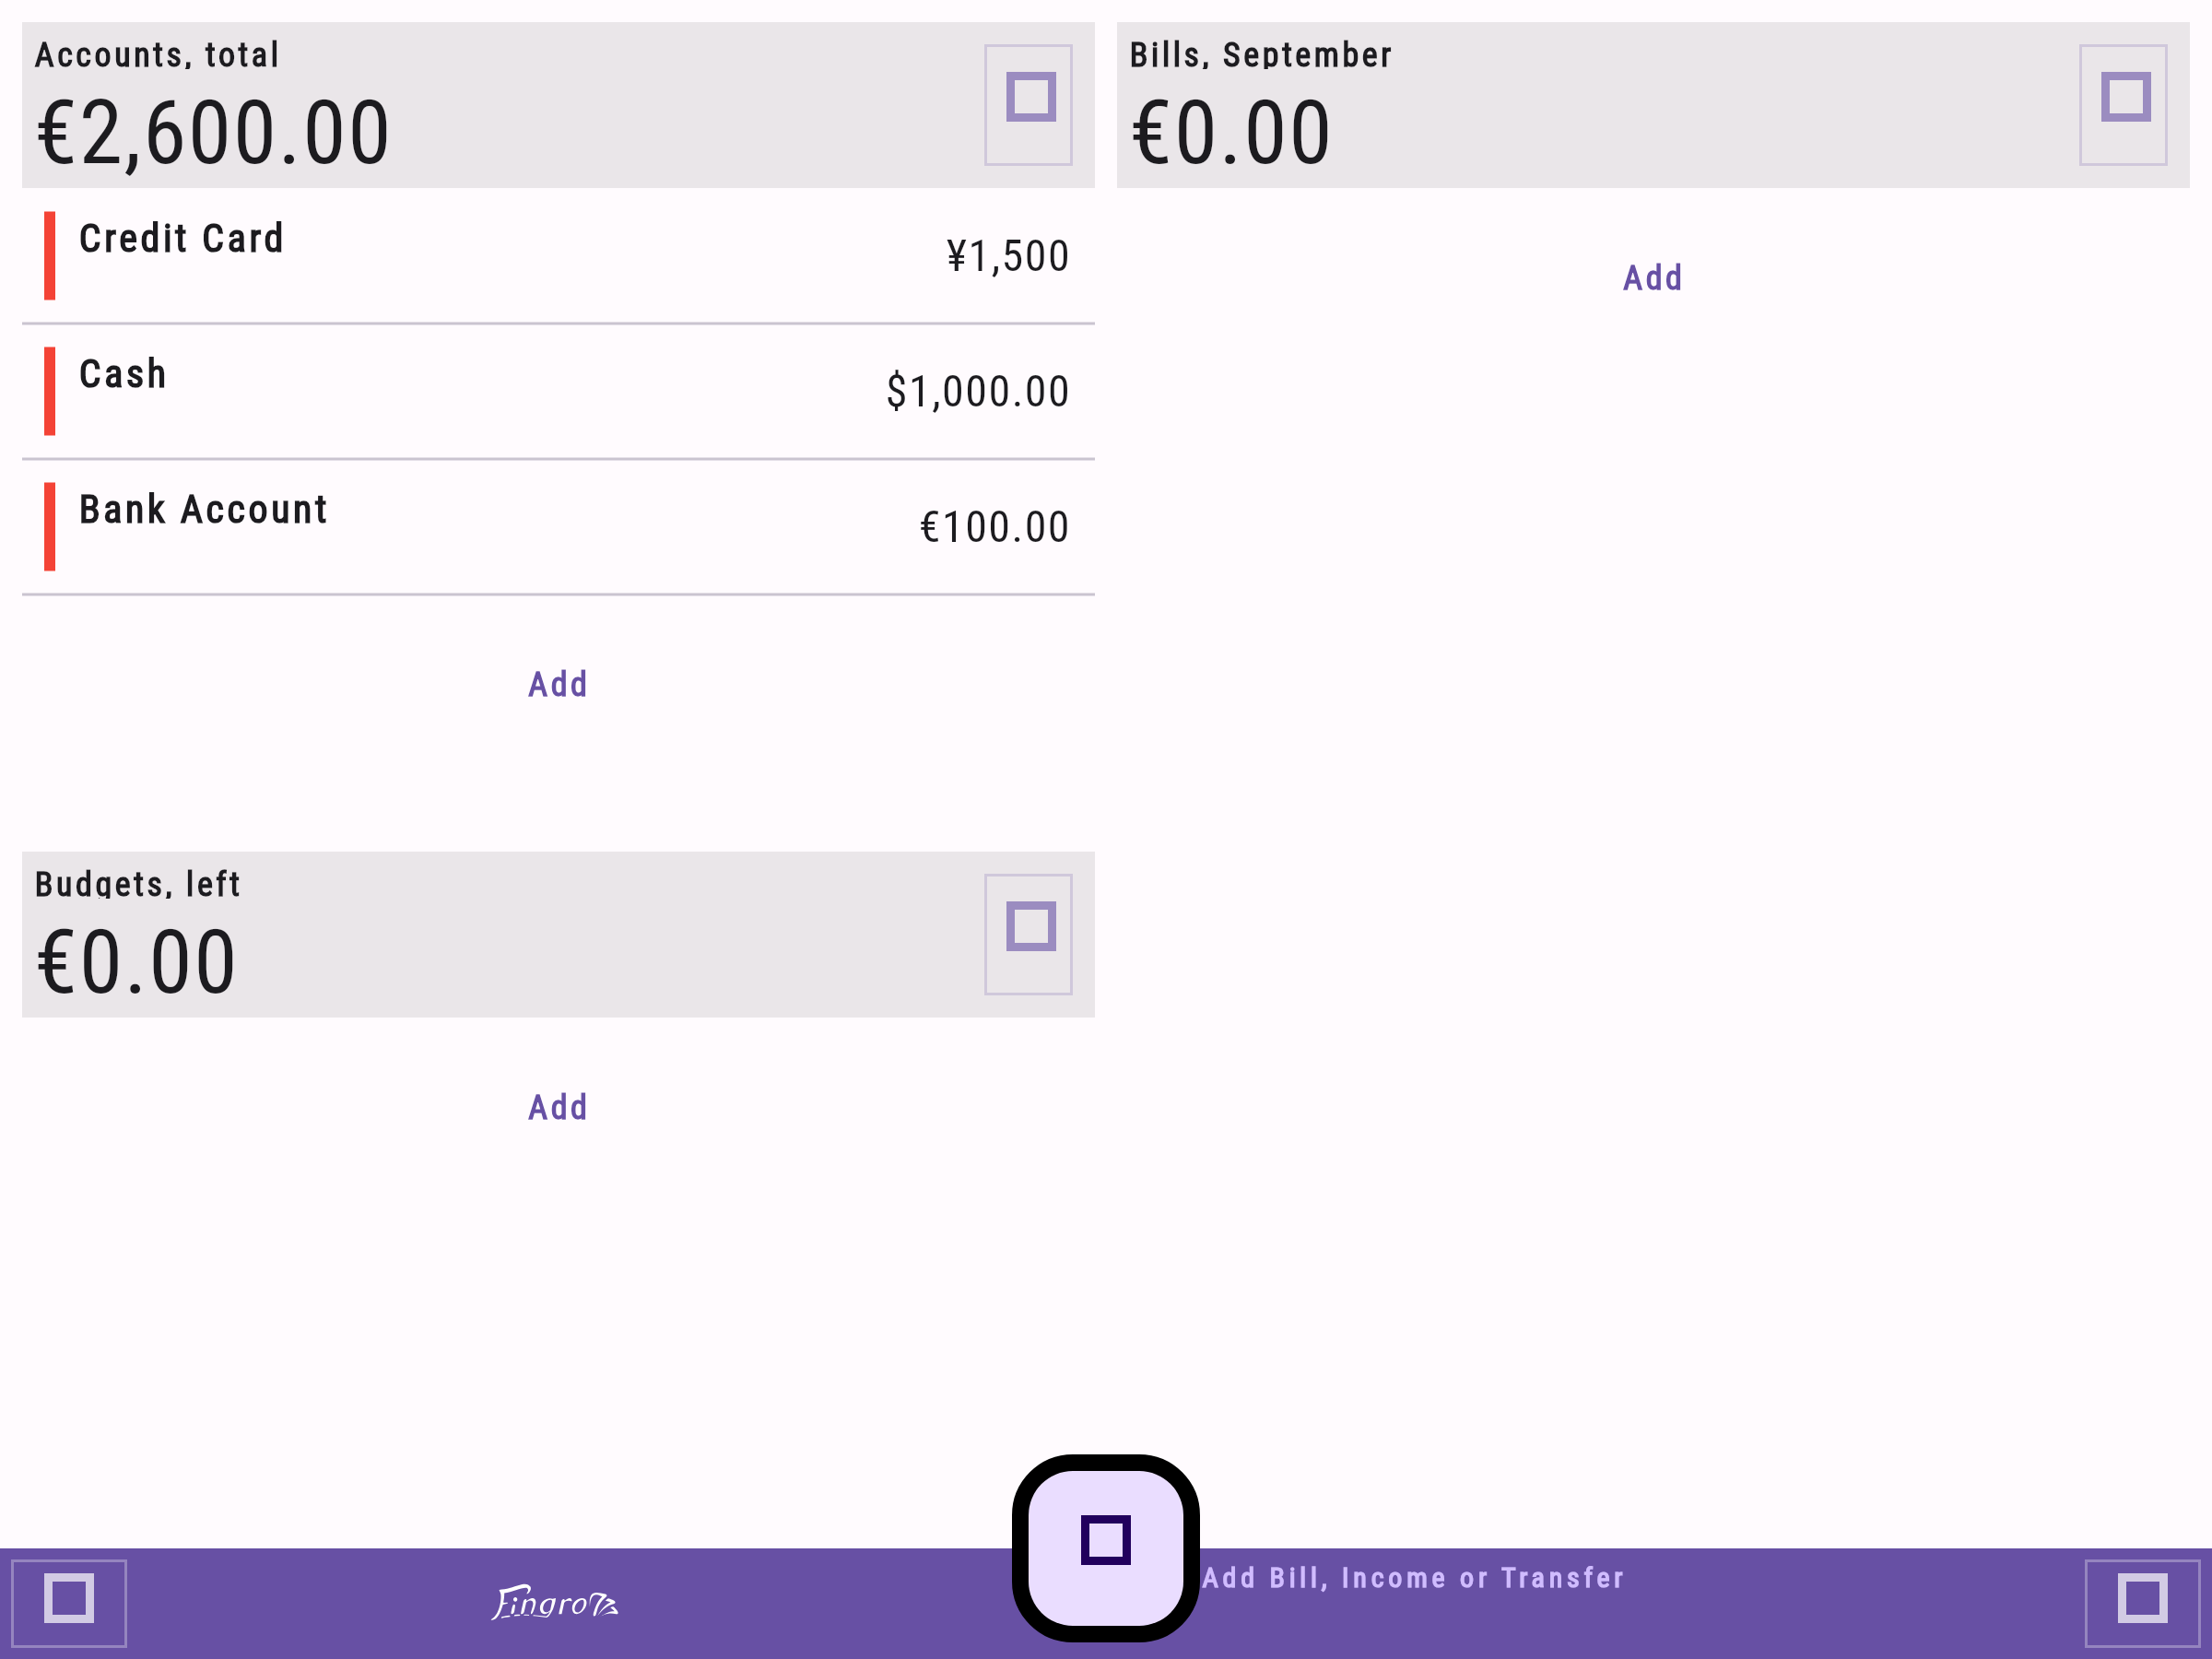 Accounts, total
€2,600.00
Credit Card
¥1,500
Cash
$1,000.00
Bank Account
€100.00
Add
Budgets, left
€0.00
Add
Bills, September
€0.00
Add
Fingrom
Add Bill, Income or Transfer